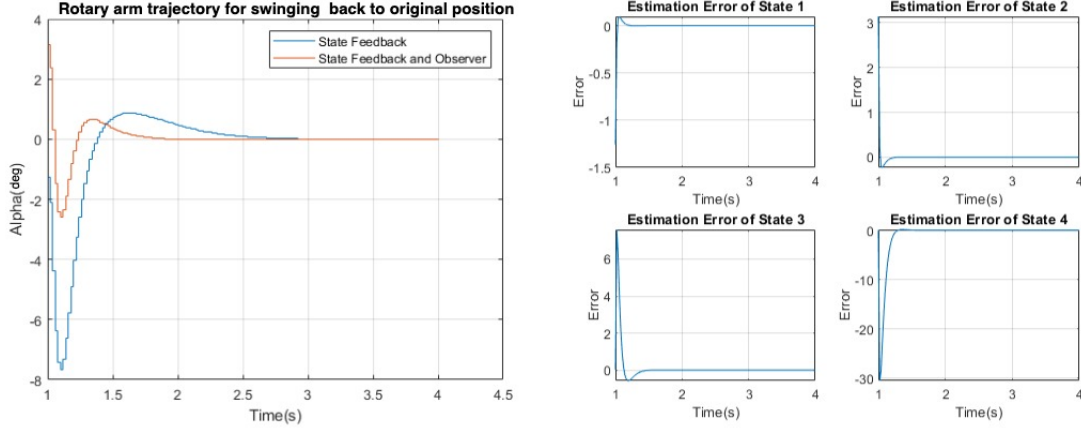 Rotary arm trajectory for swinging back to original position
4
2
0
-2
-4
-6
-8
Alpha(deg)
State Feedback
State Feedback and Observer
1
1.5
2
2.5
3
3.5
4
4.5
Time(s)
Estimation Error of State 1
0
-0.5
-1
-1.5
Error
1
2
3
4
Time(s)
Estimation Error of State 2
3
2
1
0
Error
1
2
3
4
Time(s)
Estimation Error of State 3
6
4
2
0
Error
1
2
3
4
Time(s)
Estimation Error of State 4
0
-10
-20
-30
Error
1
2
3
4
Time(s)